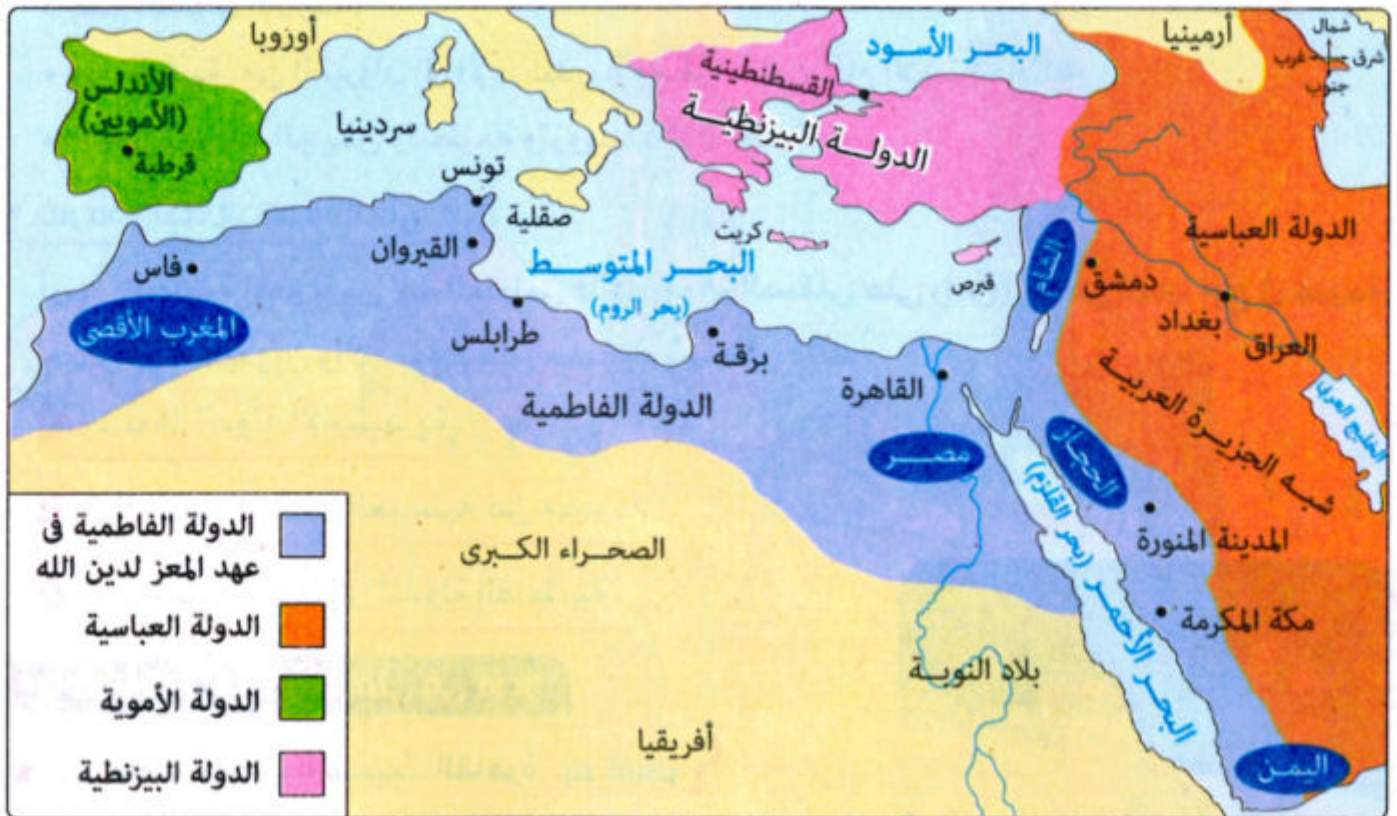 أوروبا
البحر الأسود
أرمينيا
شمال
شرق
غرب
جنوب
الأندلس
(الأمويين)
قرطبة
سردينيا
القسطنطينية
الدولة البيزنطية
تونس
صقلية
القيروان
كريت
قبرص
الدولة العباسية
الشام
دمشق
بغداد
العراق
فاس
المغرب الأقصى
البحر المتوسط
(بحر الروم)
طرابلس
برقة
القاهرة
الدولة الفاطمية
مصر
شبه الجزيرة العربية
الخليج العربى
الحجاز
المدينة المنورة
البحر الأحمر (بحر القلزم)
مكة المكرمة
الصحراء الكبرى
بلاد النوبة
أفريقيا
اليمن
الدولة الفاطمية فى
عهد المعز لدين الله
الدولة العباسية
الدولة الأموية
الدولة البيزنطية